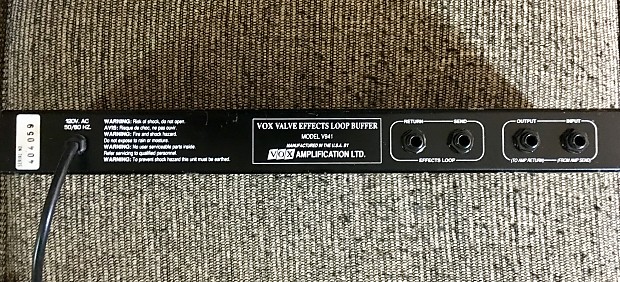 SERIAL NO.
404059
120V. AC
50/60 HZ.
WARNING: Risk of shock, do not open.
AVIS: Risque de choc, ne pas ouvrir.
WARNING: Fire and shock hazard.
Do not expose to rain or moisture.
WARNING: No user serviceable parts inside.
Refer servicing to qualified personnel.
WARNING: To prevent shock hazard this unit must be earthed.
VOX VALVE EFFECTS LOOP BUFFER
MODEL V941
MANUFACTURED IN THE U.S.A. BY
VOX AMPLIFICATION LTD.
RETURN SEND
EFFECTS LOOP
OUTPUT INPUT
(TO AMP RETURN) (FROM AMP SEND)